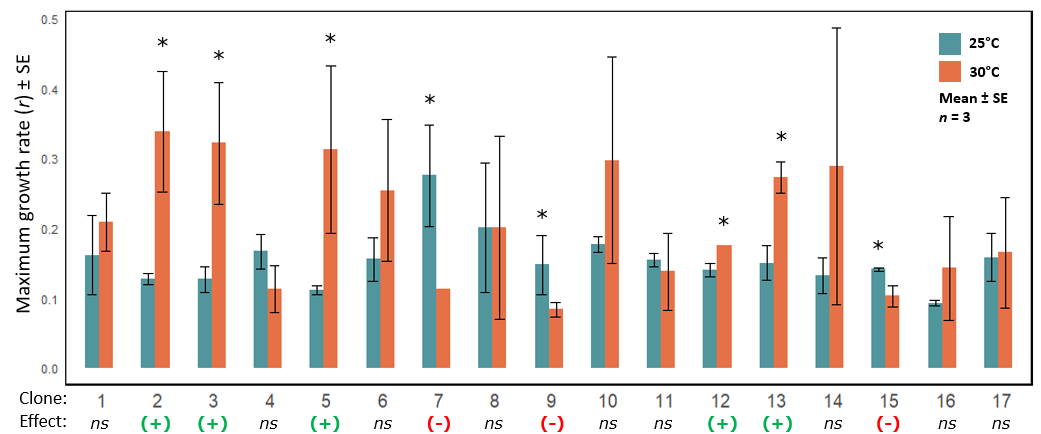 Maximum growth rate (r) ± SE
0.5
0.4
0.3
0.2
0.1
0.0
25°C
30°C
Mean ± SE
n = 3
* * * * * * * *
Clone: 1 2 3 4 5 6 7 8 9 10 11 12 13 14 15 16 17
Effect: ns (+) (+) ns (+) ns (-) ns (-) ns ns (+) (+) ns (-) ns ns